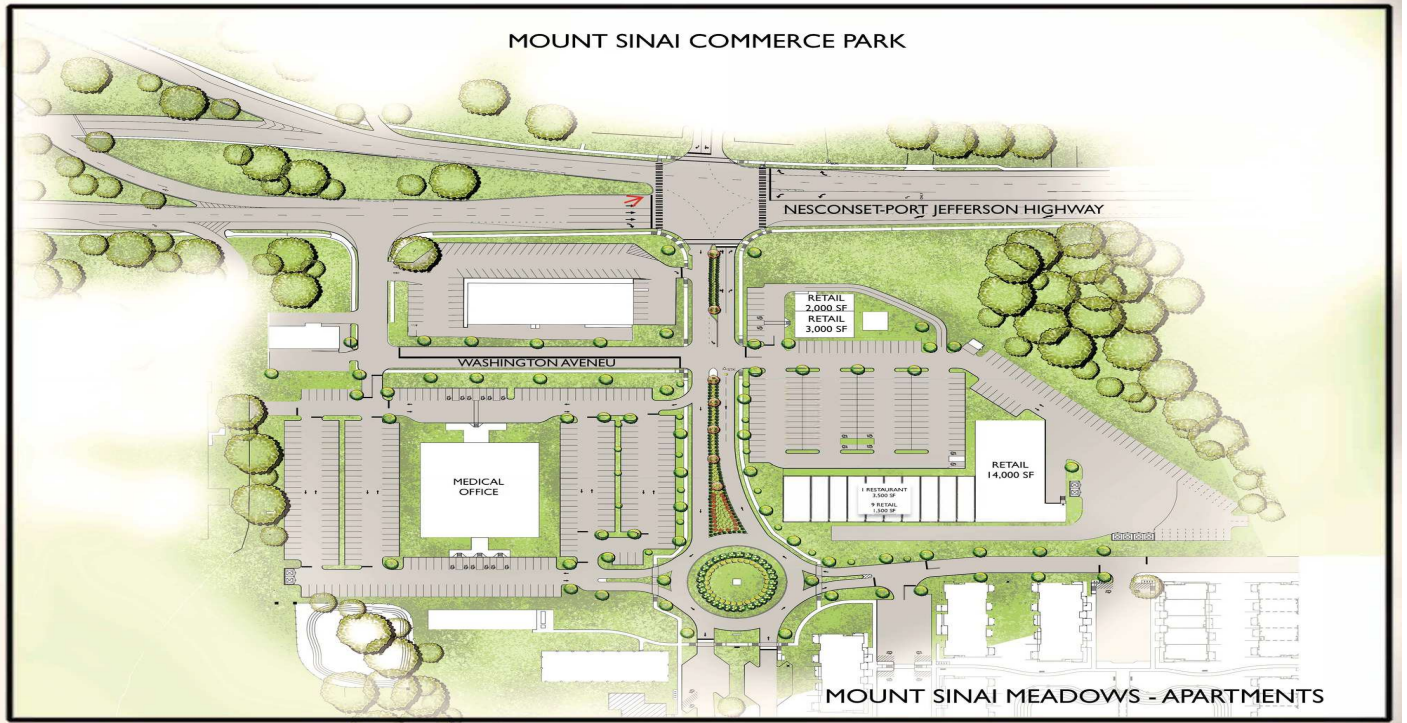 MOUNT SINAI COMMERCE PARK
NESCONSET-PORT JEFFERSON HIGHWAY
RETAIL
2,000 SF
RETAIL
3,000 SF
WASHINGTON AVENEU
MEDICAL
OFFICE
RETAIL
14,000 SF
1 RESTAURANT
3,500 SF
9 RETAIL
1,500 SF
MOUNT SINAI MEADOWS - APARTMENTS